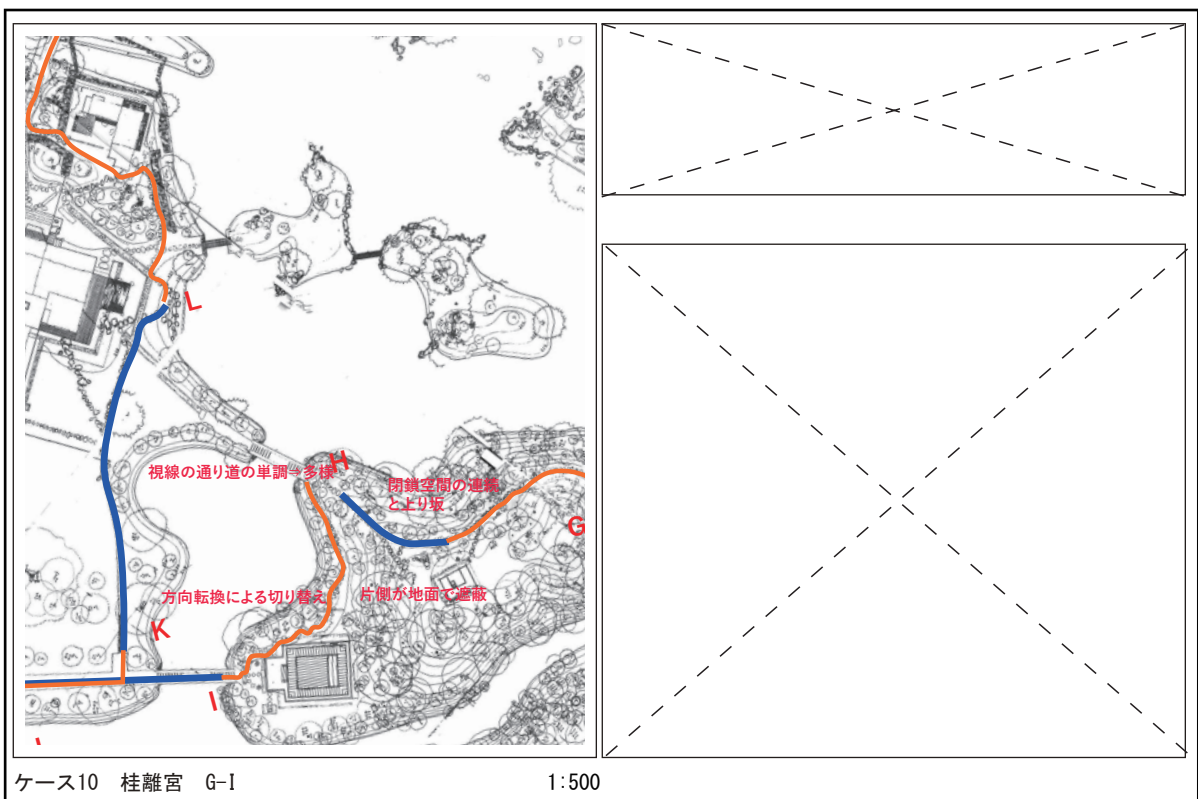 L
H
視線の通り道の単調→多様
閉鎖空間の連続
と上り坂
G
方向転換による切り替え
片側が地面で遮蔽
K
I
ケース10 桂離宮 G-I
1:500